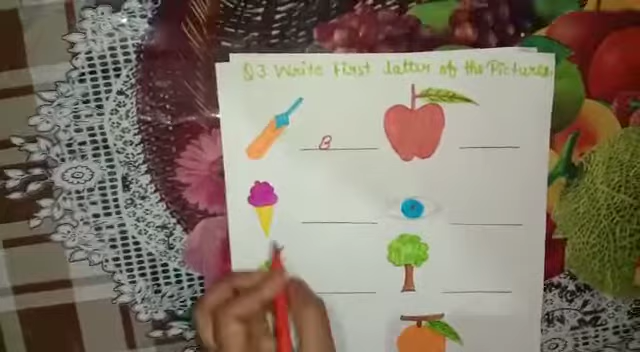 Q3. Write First letter of the Pictures
B